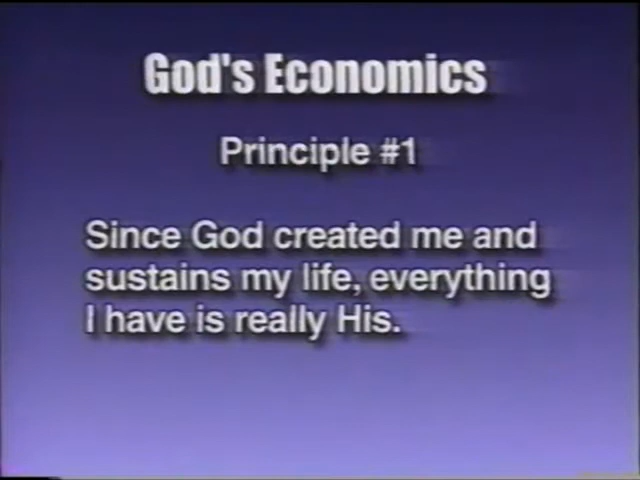 God's Economics
Principle #1
Since God created me and
sustains my life, everything
I have is really His.